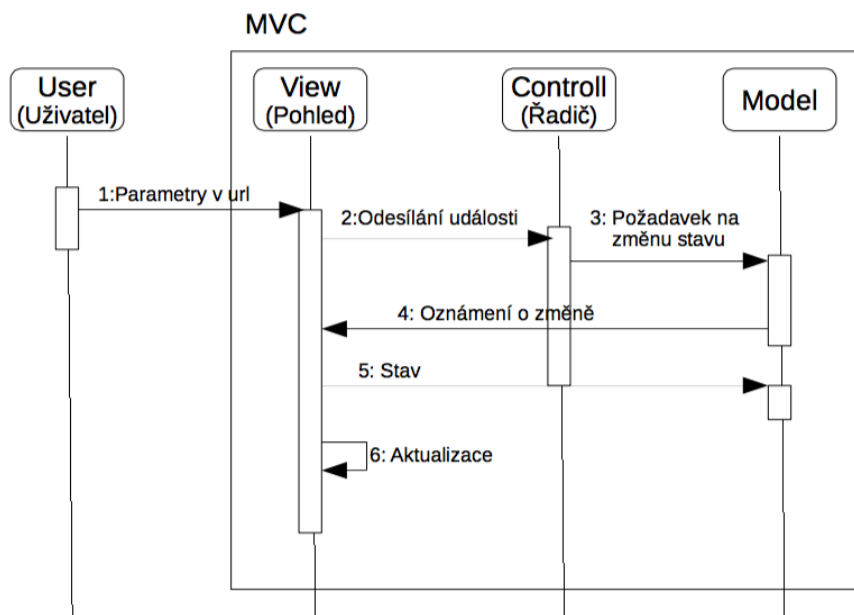 MVC
User
(Uživatel)
View
(Pohled)
Controll
(Řadič)
Model
1:Parametry v url
2:Odesílání události
3: Požadavek na
změnu stavu
4: Oznámení o změně
5: Stav
6: Aktualizace